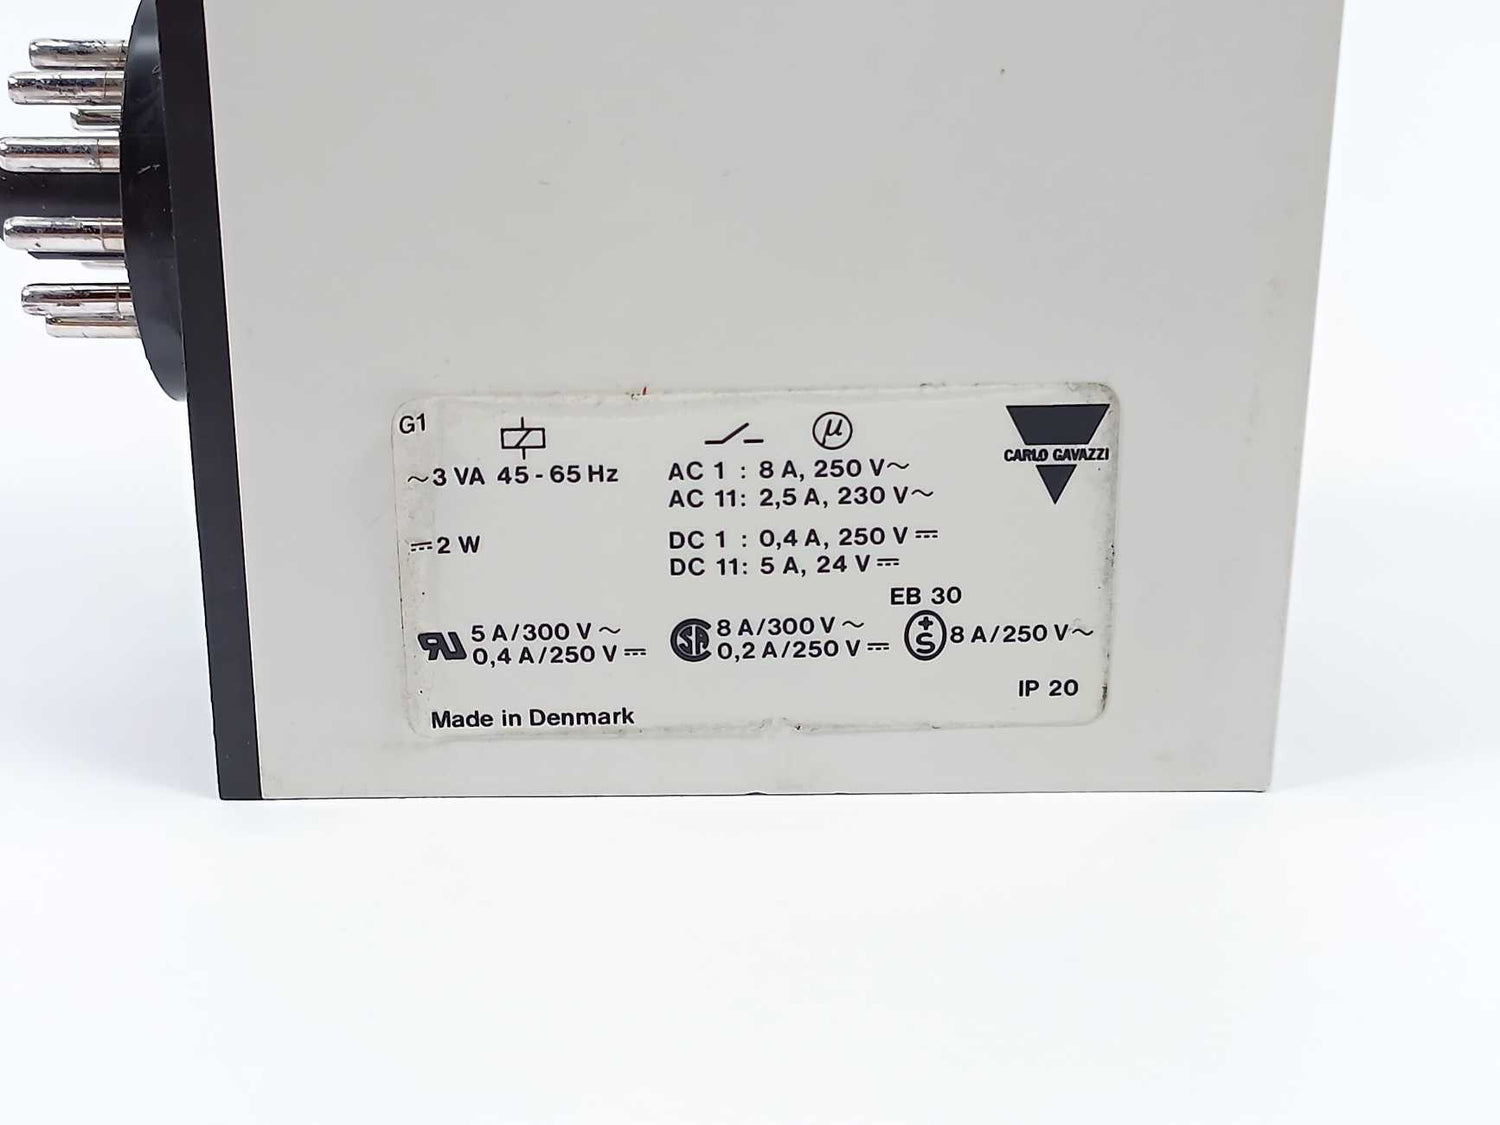 G1
µ
CARLO GAVAZZI
~3 VA 45-65 Hz
AC 1 : 8 A, 250 V~
AC 11: 2,5 A, 230 V~
⎓2 W
DC 1 : 0,4 A, 250 V⎓
DC 11: 5 A, 24 V⎓
EB 30
RU 5 A/300 V~
0,4 A/250 V⎓
SA 8 A/300 V~
0,2 A/250 V⎓
+S 8 A/250 V~
IP 20
Made in Denmark